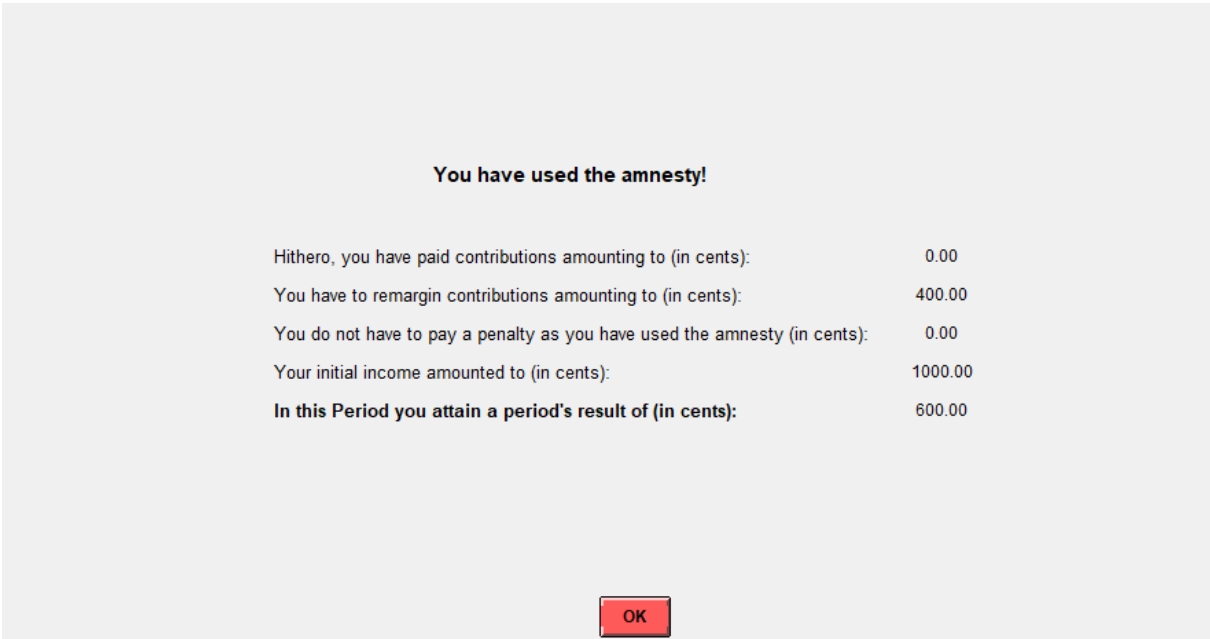 You have used the amnesty!
Hithero, you have paid contributions amounting to (in cents): 0.00
You have to remargin contributions amounting to (in cents): 400.00
You do not have to pay a penalty as you have used the amnesty (in cents): 0.00
Your initial income amounted to (in cents): 1000.00
In this Period you attain a period's result of (in cents): 600.00
OK